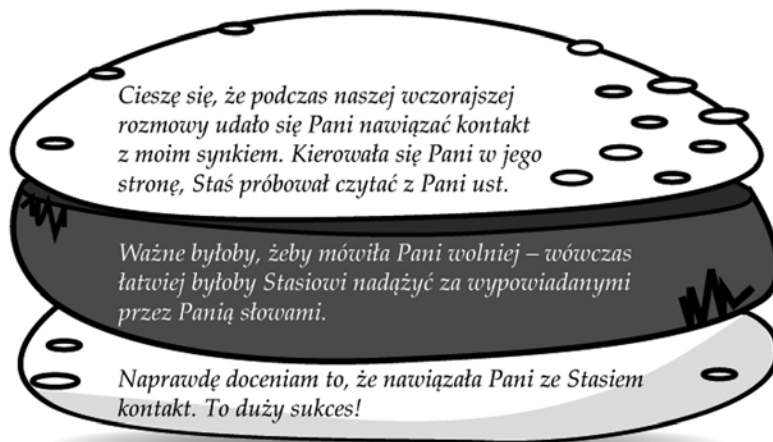 Cieszę się, że podczas naszej wczorajszej
rozmowy udało się Pani nawiązać kontakt
z moim synkiem. Kierowała się Pani w jego
stronę, Staś próbował czytać z Pani ust.
Ważne byłoby, żeby mówiła Pani wolniej – wówczas
łatwiej byłoby Stasiowi nadążyć za wypowiadanymi
przez Panią słowami.
Naprawdę doceniam to, że nawiązała Pani ze Stasiem
kontakt. To duży sukces!